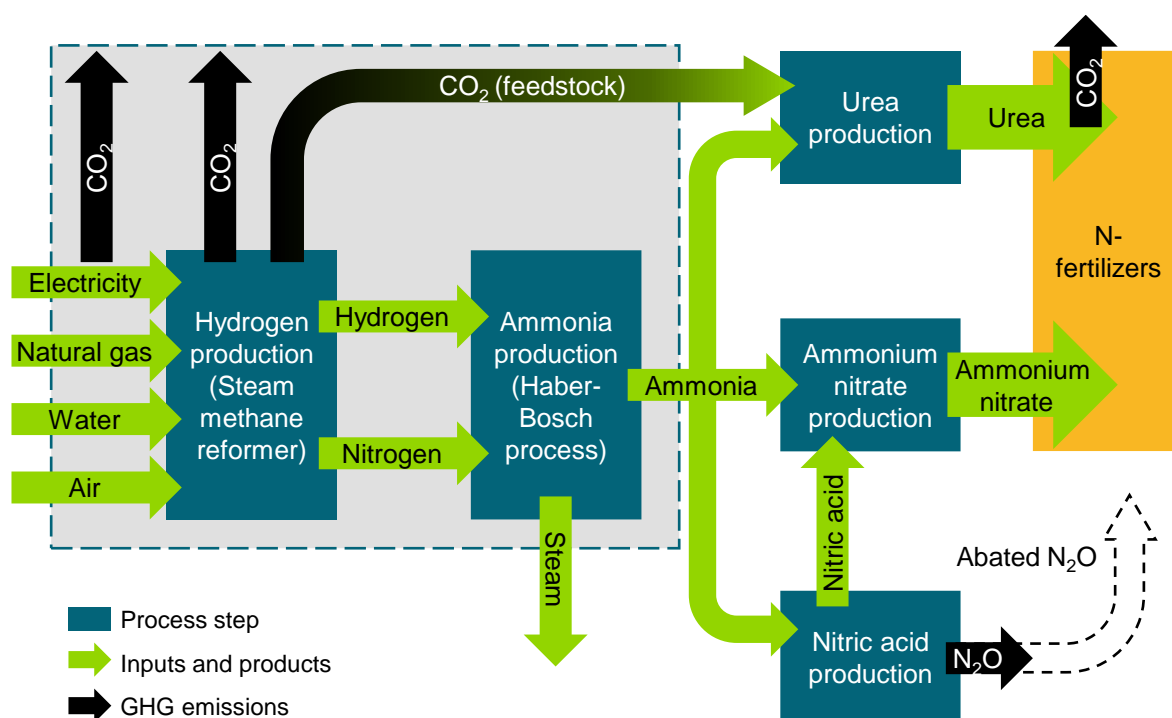 CO₂
CO₂
CO₂ (feedstock)
Urea
production
Urea
CO₂
N-
fertilizers
Electricity
Natural gas
Water
Air
Hydrogen
production
(Steam
methane
reformer)
Hydrogen
Nitrogen
Ammonia
production
(Haber-
Bosch
process)
Steam
Ammonia
Ammonium
nitrate
production
Ammonium
nitrate
Nitric acid
Nitric acid
production
N₂O
Abated N₂O
Process step
Inputs and products
GHG emissions